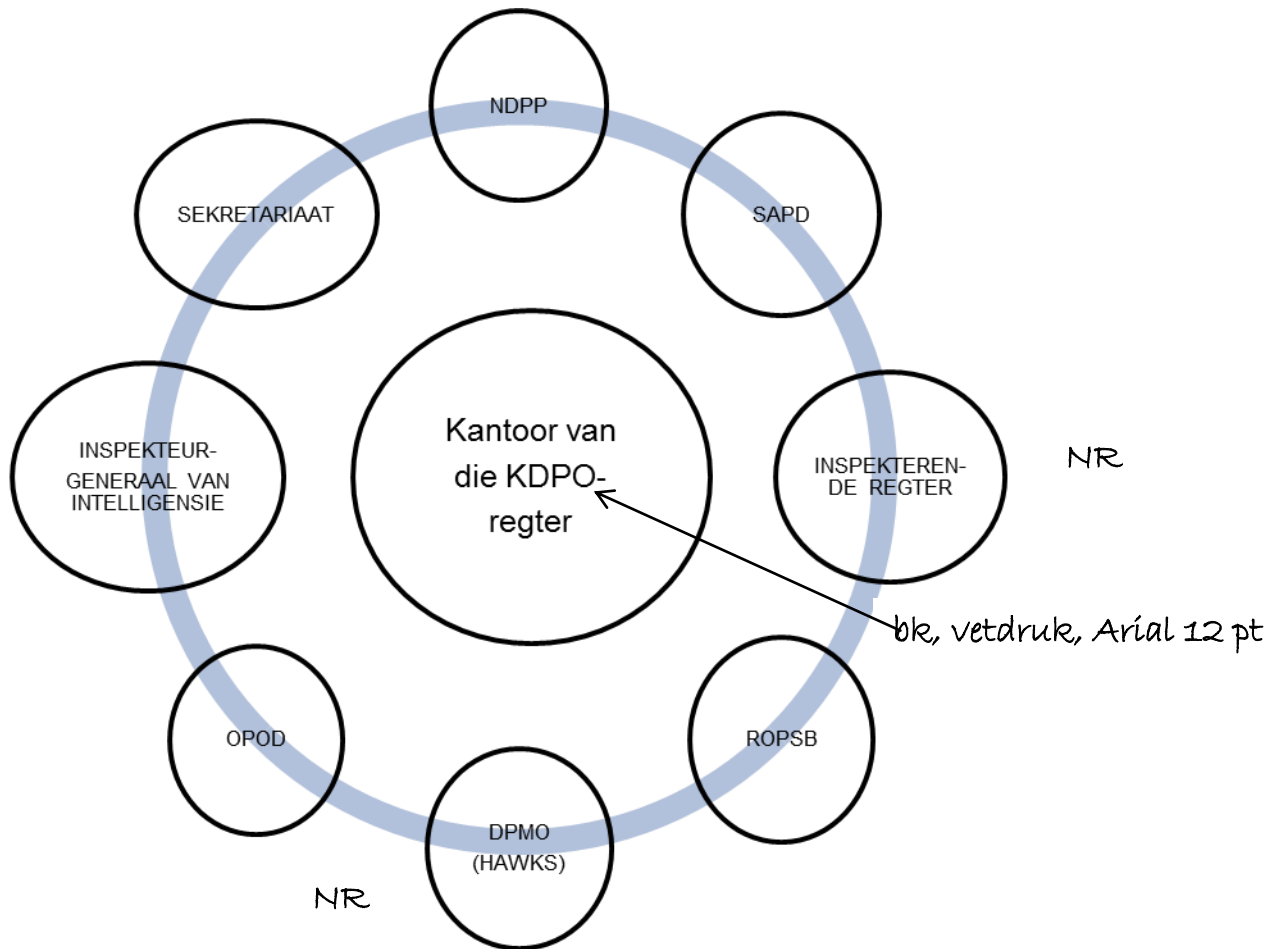 NDPP
SEKRETARIAAT
SAPD
INSPEKTEUR-
GENERAAL VAN
INTELLIGENSIE
Kantoor van
die KDPO-
regter
INSPEKTEREN-
DE REGTER
NR
bk, vetdruk, Arial 12 pt
OPOD
ROPSB
DPMO
(HAWKS)
NR